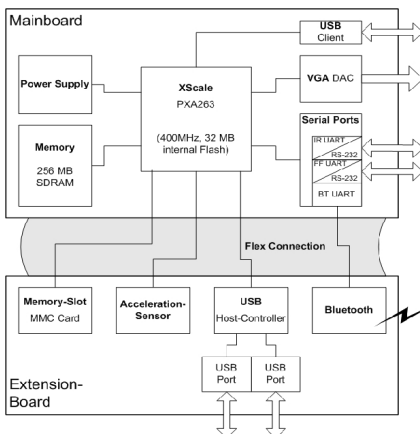 Mainboard
USB
Client
Power Supply
XScale
PXA263
(400MHz, 32 MB
internal Flash)
VGA DAC
Memory
256 MB
SDRAM
Serial Ports
IR UART
RS-232
FF UART
RS-232
BT UART
Flex Connection
Memory-Slot
MMC Card
Acceleration-
Sensor
USB
Host-Controller
Bluetooth
USB
Port
USB
Port
Extension-
Board